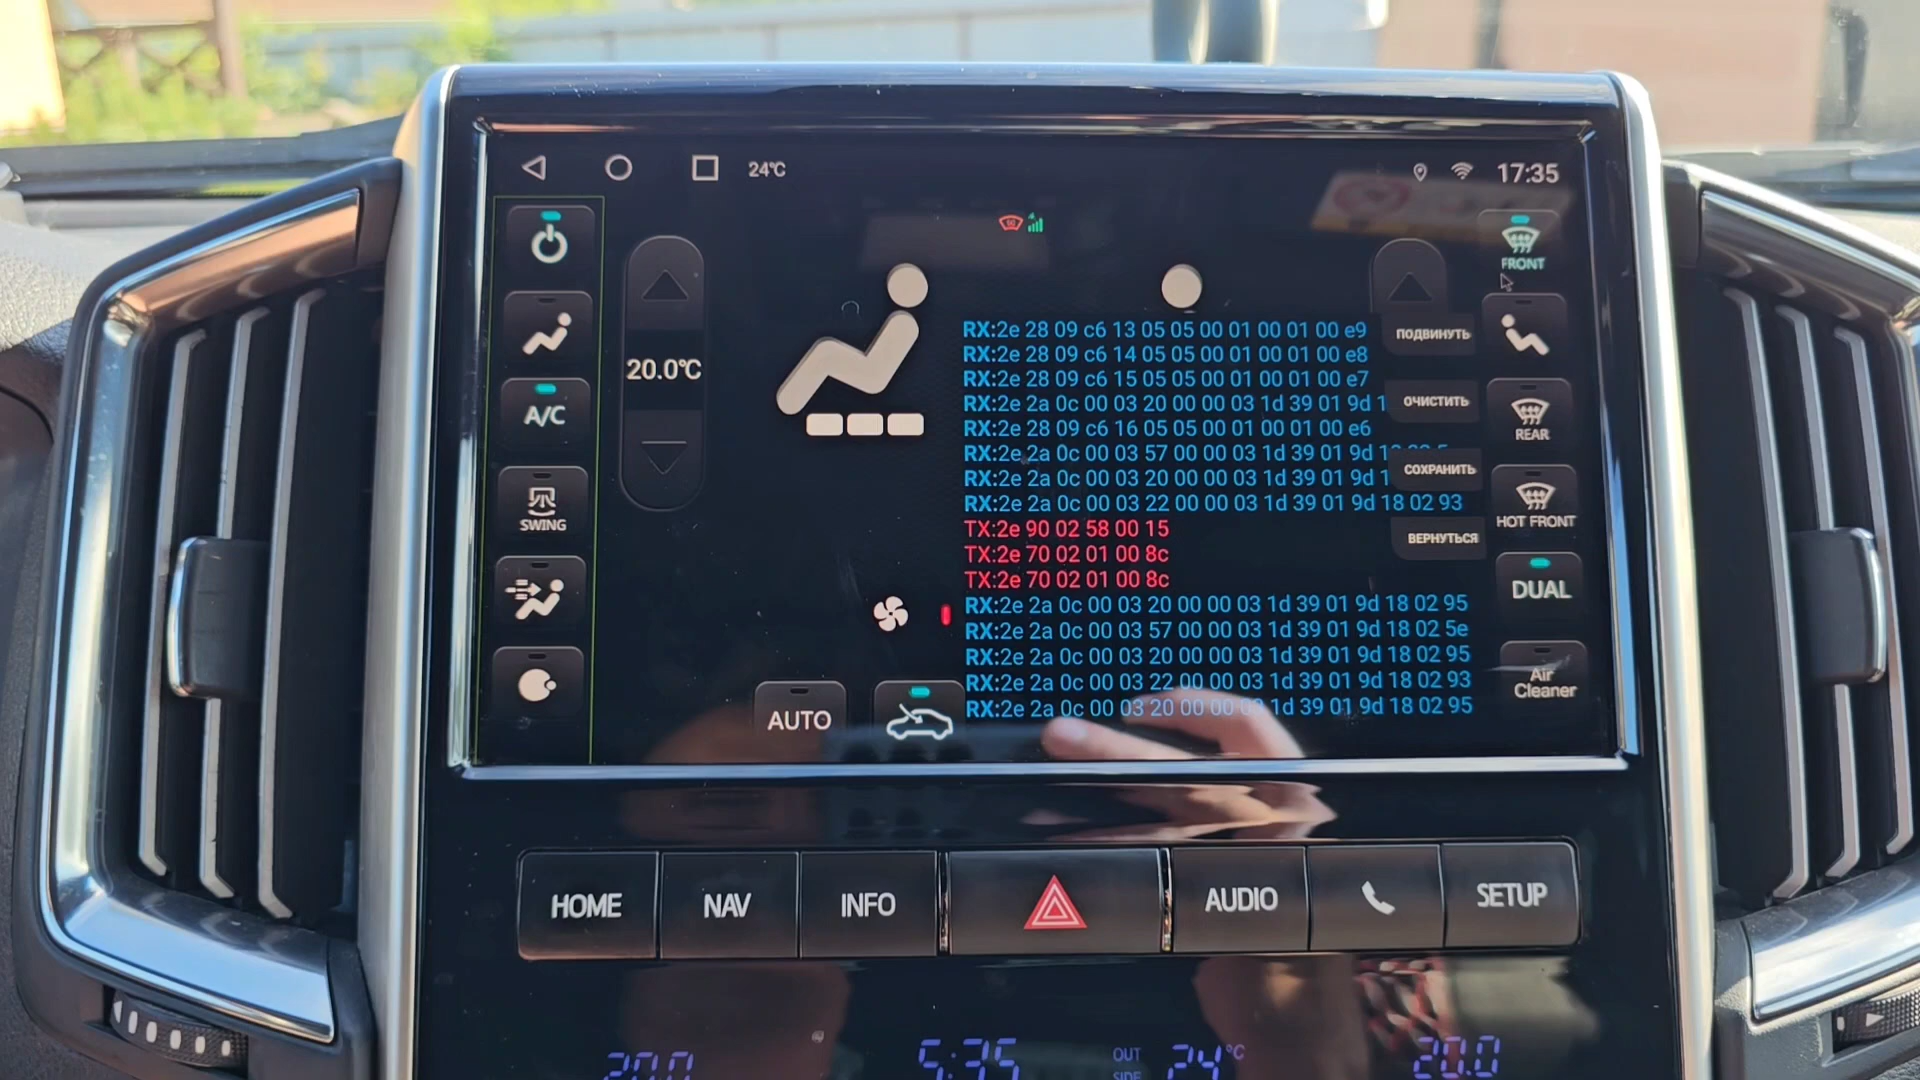 24°C
17:35
FRONT
20.0°C
A/C
SWING
AUTO
RX:2e 28 09 c6 13 05 05 00 01 00 01 00 e9
RX:2e 28 09 c6 14 05 05 00 01 00 01 00 e8
RX:2e 28 09 c6 15 05 05 00 01 00 01 00 e7
RX:2e 2a 0c 00 03 20 00 00 03 1d 39 01 9d 1
RX:2e 28 09 c6 16 05 05 00 01 00 01 00 e6
RX:2e 2a 0c 00 03 57 00 00 03 1d 39 01 9d
RX:2e 2a 0c 00 03 20 00 00 03 1d 39 01 9d 1
RX:2e 2a 0c 00 03 22 00 00 03 1d 39 01 9d 18 02 93
TX:2e 90 02 58 00 15
TX:2e 70 02 01 00 8c
TX:2e 70 02 01 00 8c
RX:2e 2a 0c 00 03 20 00 00 03 1d 39 01 9d 18 02 95
RX:2e 2a 0c 00 03 57 00 00 03 1d 39 01 9d 18 02 5e
RX:2e 2a 0c 00 03 20 00 00 03 1d 39 01 9d 18 02 95
RX:2e 2a 0c 00 03 22 00 00 03 1d 39 01 9d 18 02 93
RX:2e 2a 0c 00 03 20 00 00 03 1d 39 01 9d 18 02 95
ПОДВИНУТЬ
ОЧИСТИТЬ
СОХРАНИТЬ
ВЕРНУТЬСЯ
REAR
HOT FRONT
DUAL
Air
Cleaner
HOME
NAV
INFO
AUDIO
SETUP
20.0
5:35
OUT
SIDE
24°C
20.0